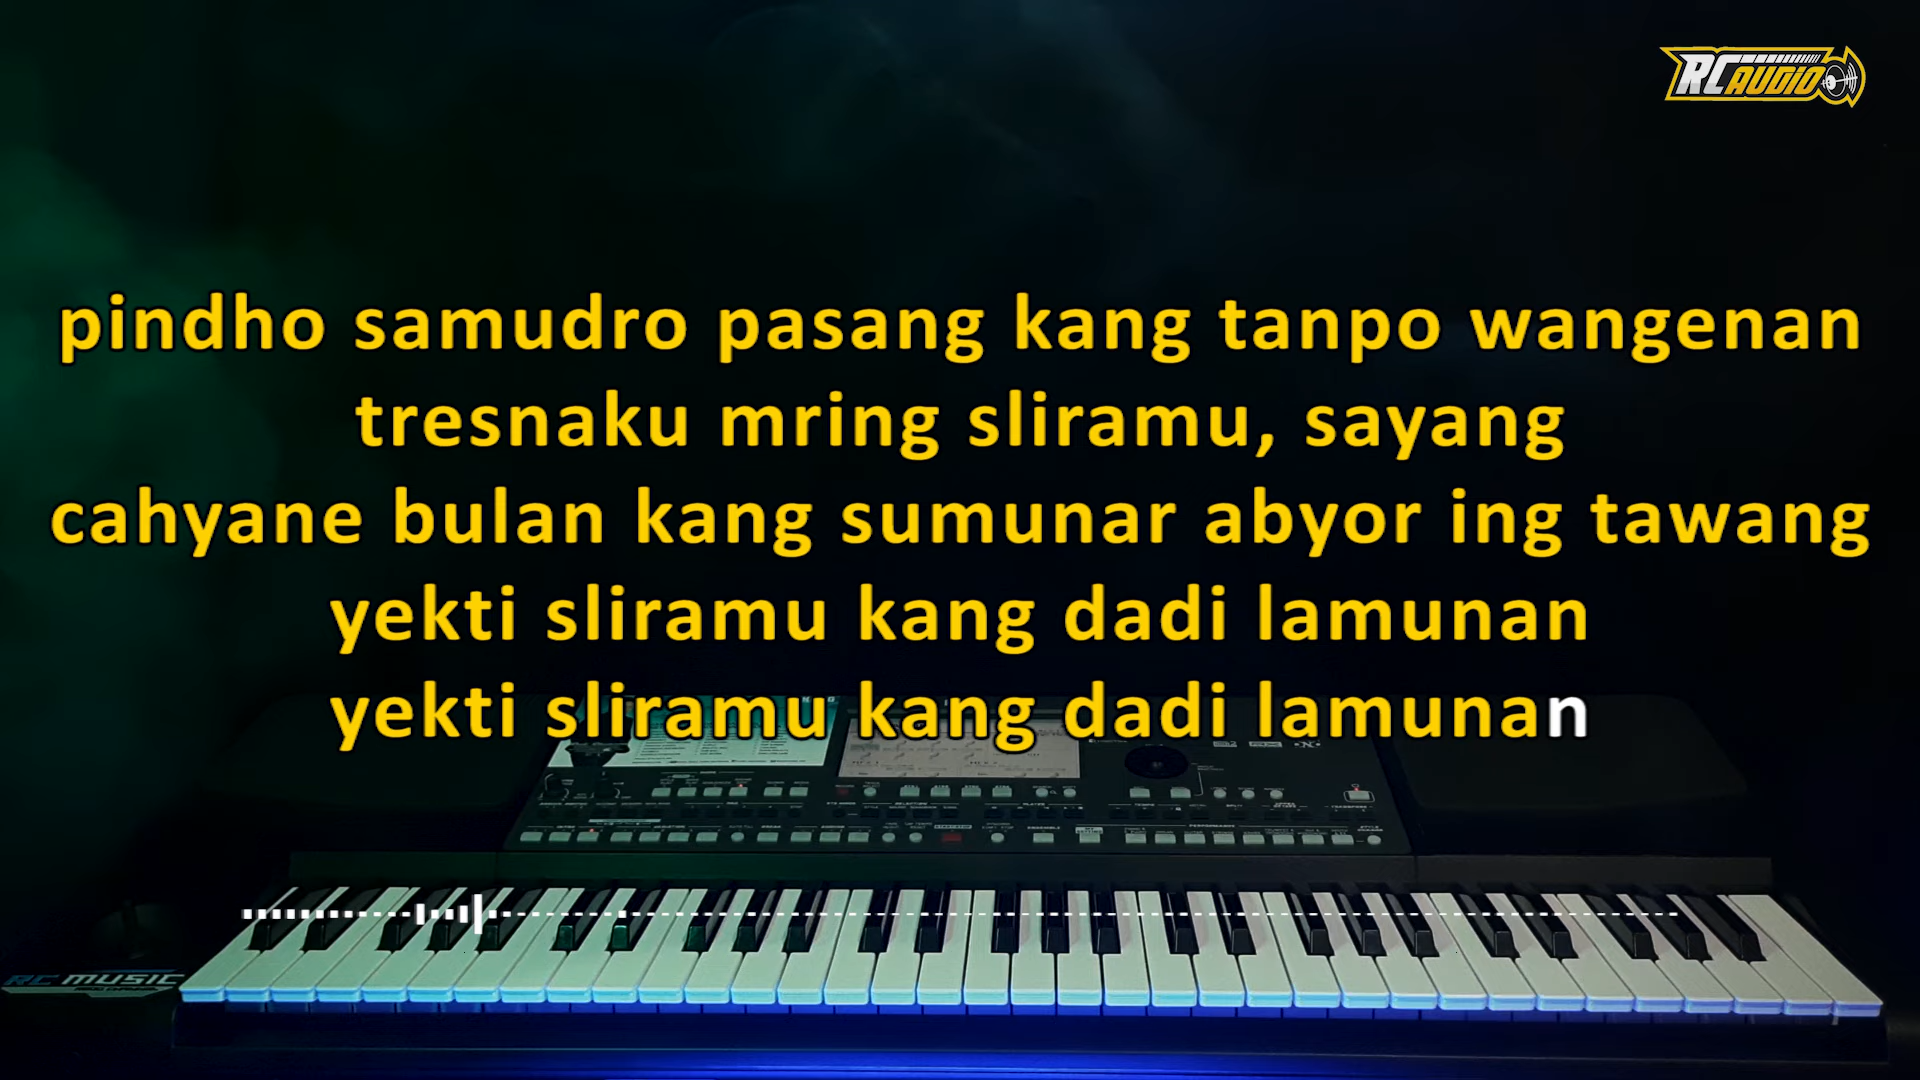 RC AUDIO
pindho samudro pasang kang tanpo wangenan
tresnaku mring sliramu, sayang
cahyane bulan kang sumunar abyor ing tawang
yekti sliramu kang dadi lamunan
yekti sliramu kang dadi lamunan
RC MUSIC